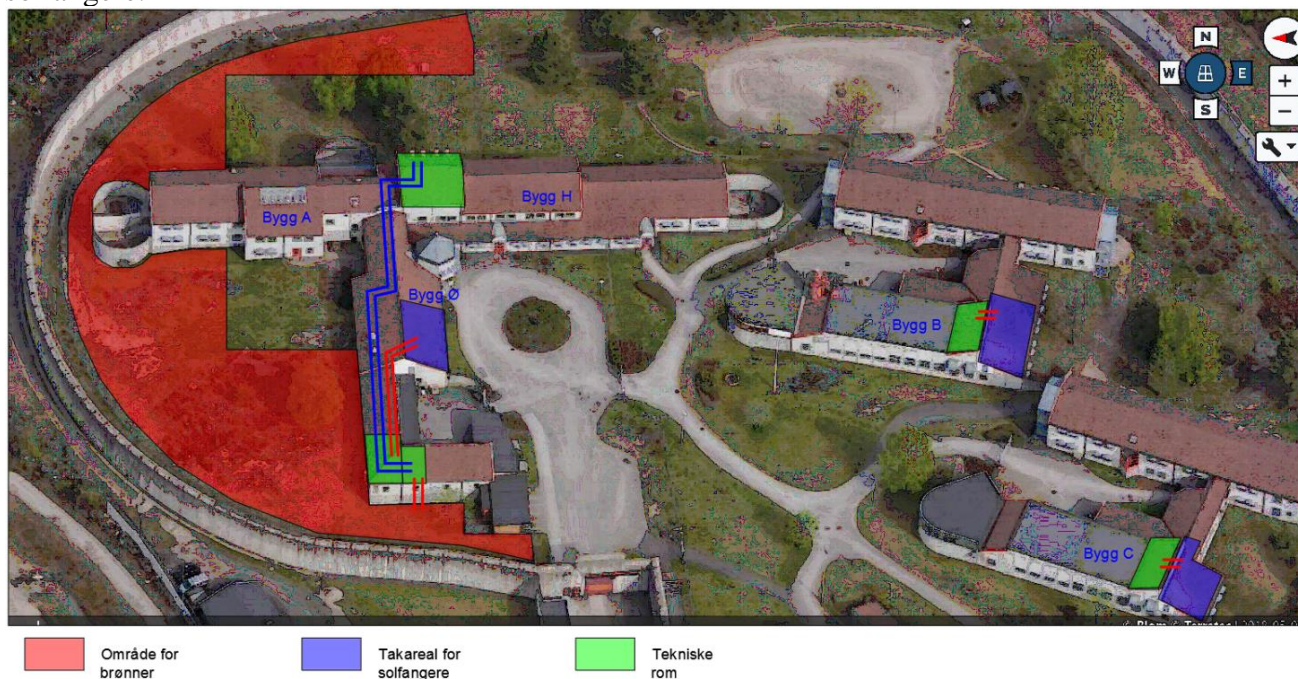 N
W
E
S
+
−
Bygg A
Bygg H
Bygg Ø
Bygg B
Bygg C
Område for
brønner
Takareal for
solfangere
Tekniske
rom